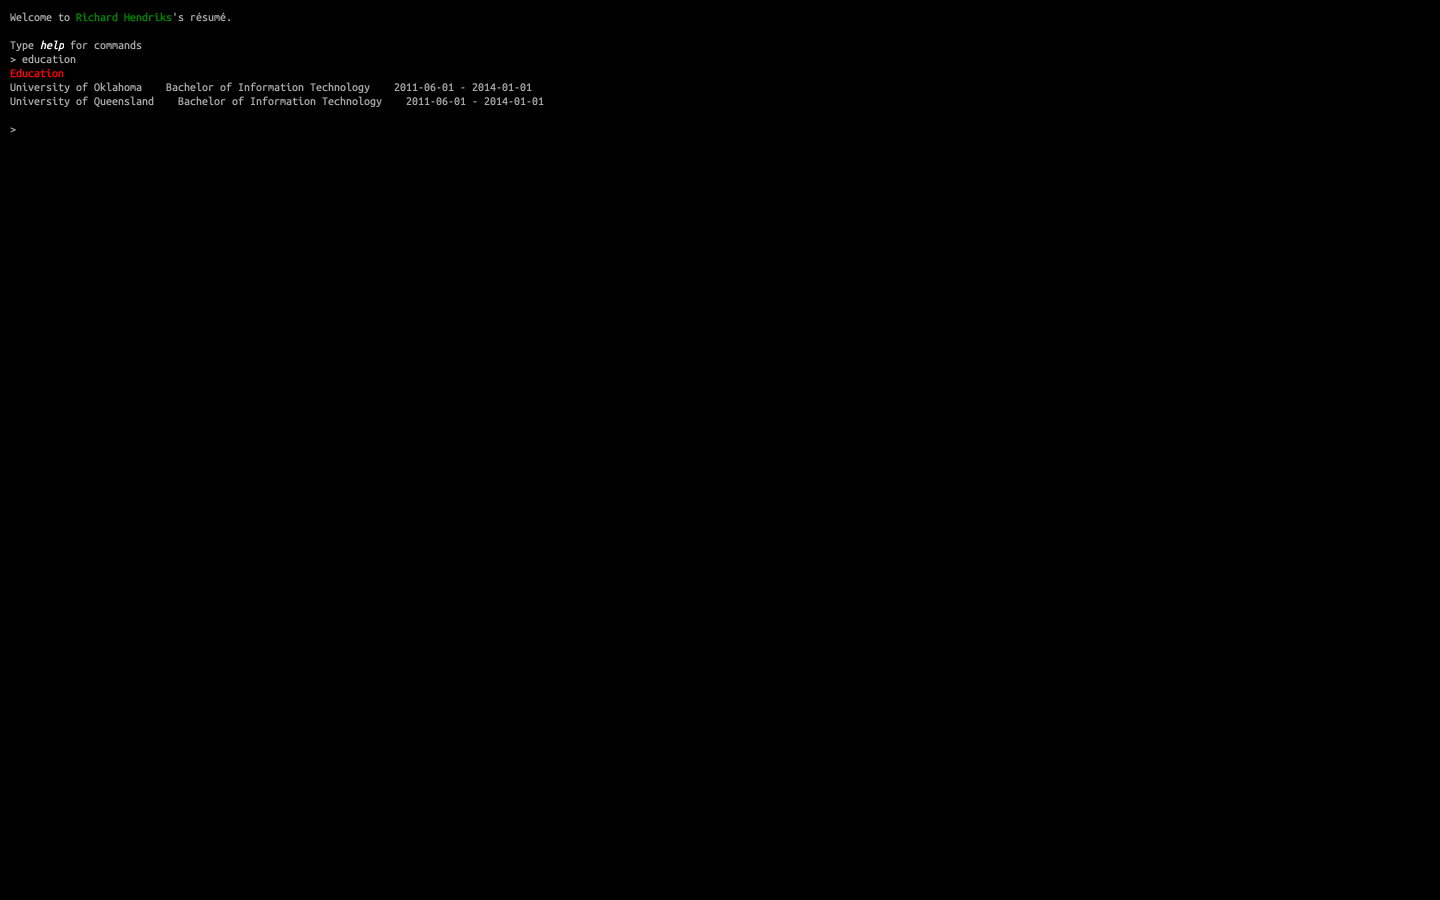 Welcome to Richard Hendriks's résumé.
Type help for commands
> education
Education
University of Oklahoma    Bachelor of Information Technology    2011-06-01 - 2014-01-01
University of Queensland    Bachelor of Information Technology    2011-06-01 - 2014-01-01
>